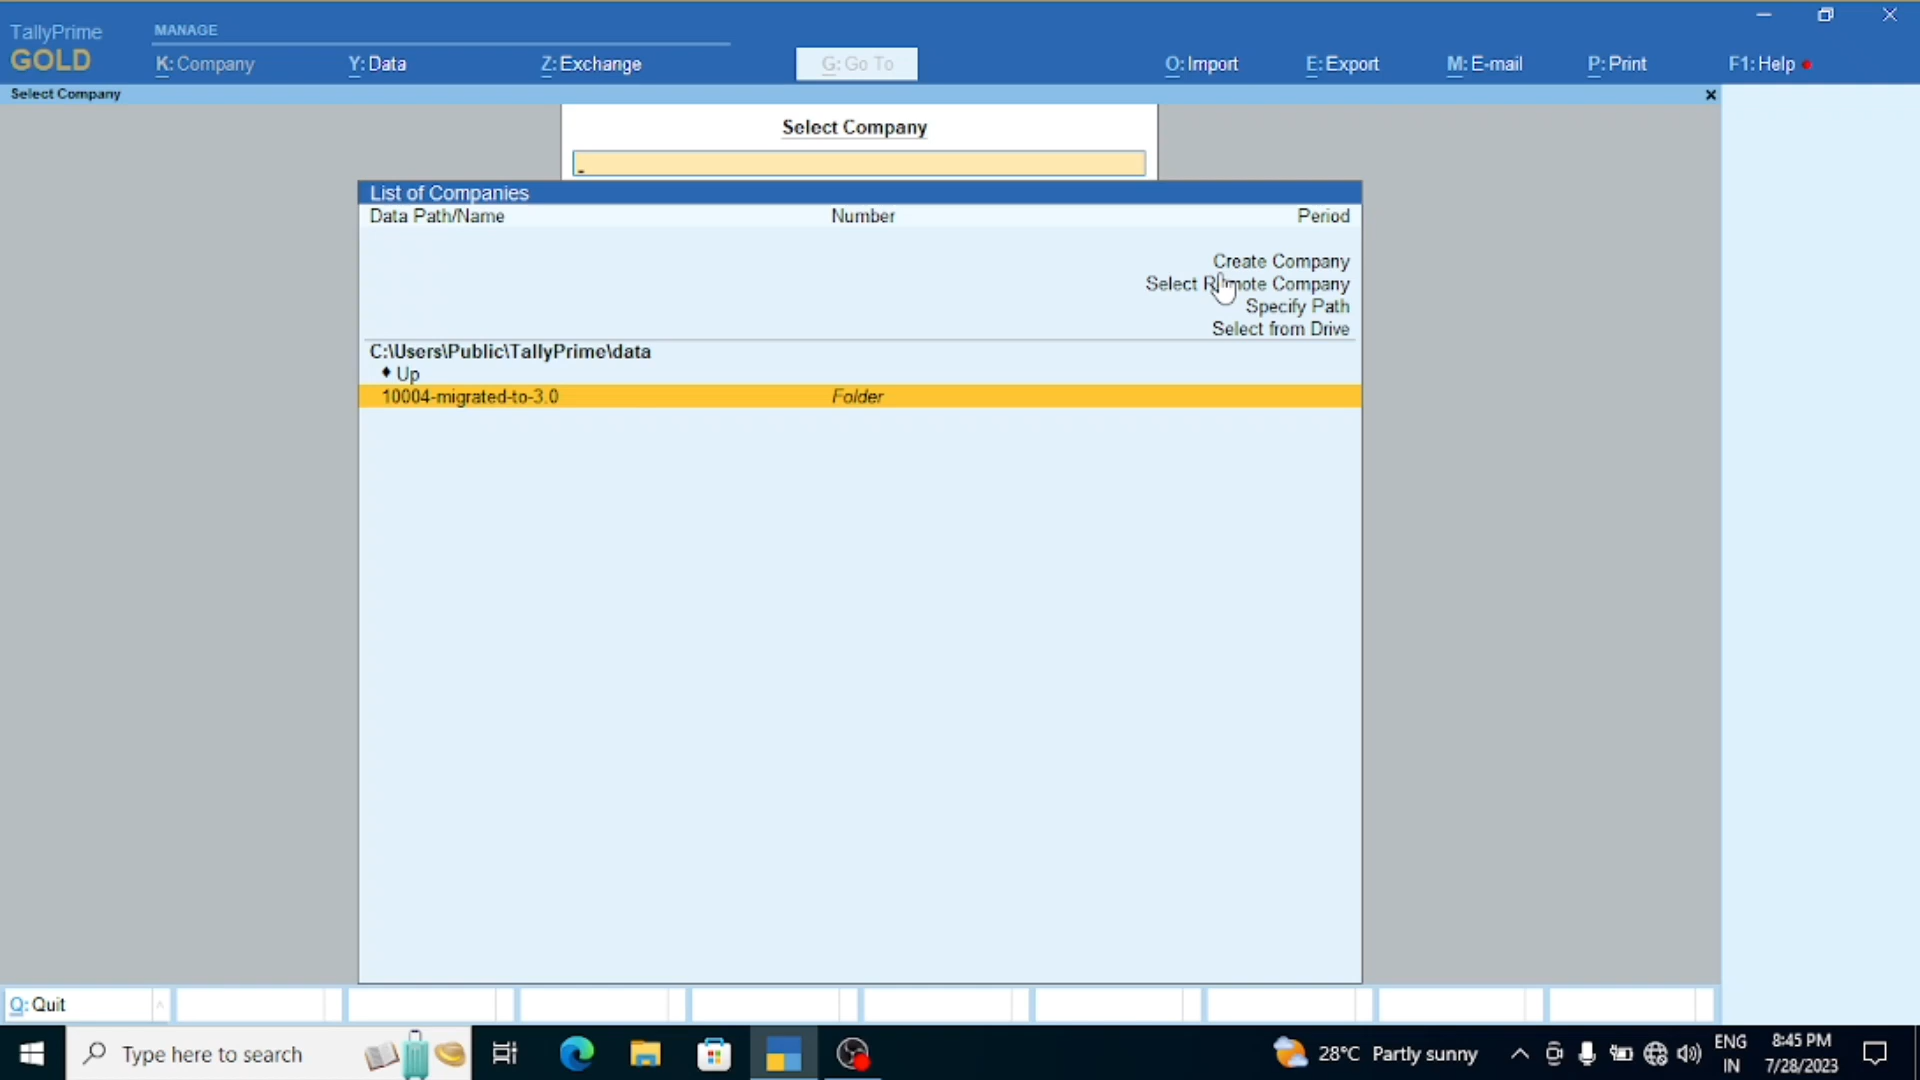 TallyPrime
GOLD
MANAGE
K: Company
Y: Data
Z: Exchange
G: Go To
O: Import
E: Export
M: E-mail
P: Print
F1: Help
Select Company
×
Select Company
List of Companies
Data Path/Name Number Period
Create Company
Select Remote Company
Specify Path
Select from Drive
C:\Users\Public\TallyPrime\data
♦ Up
10004-migrated-to-3.0 Folder
Q: Quit
Type here to search
28°C Partly sunny
ENG
IN
8:45 PM
7/28/2023